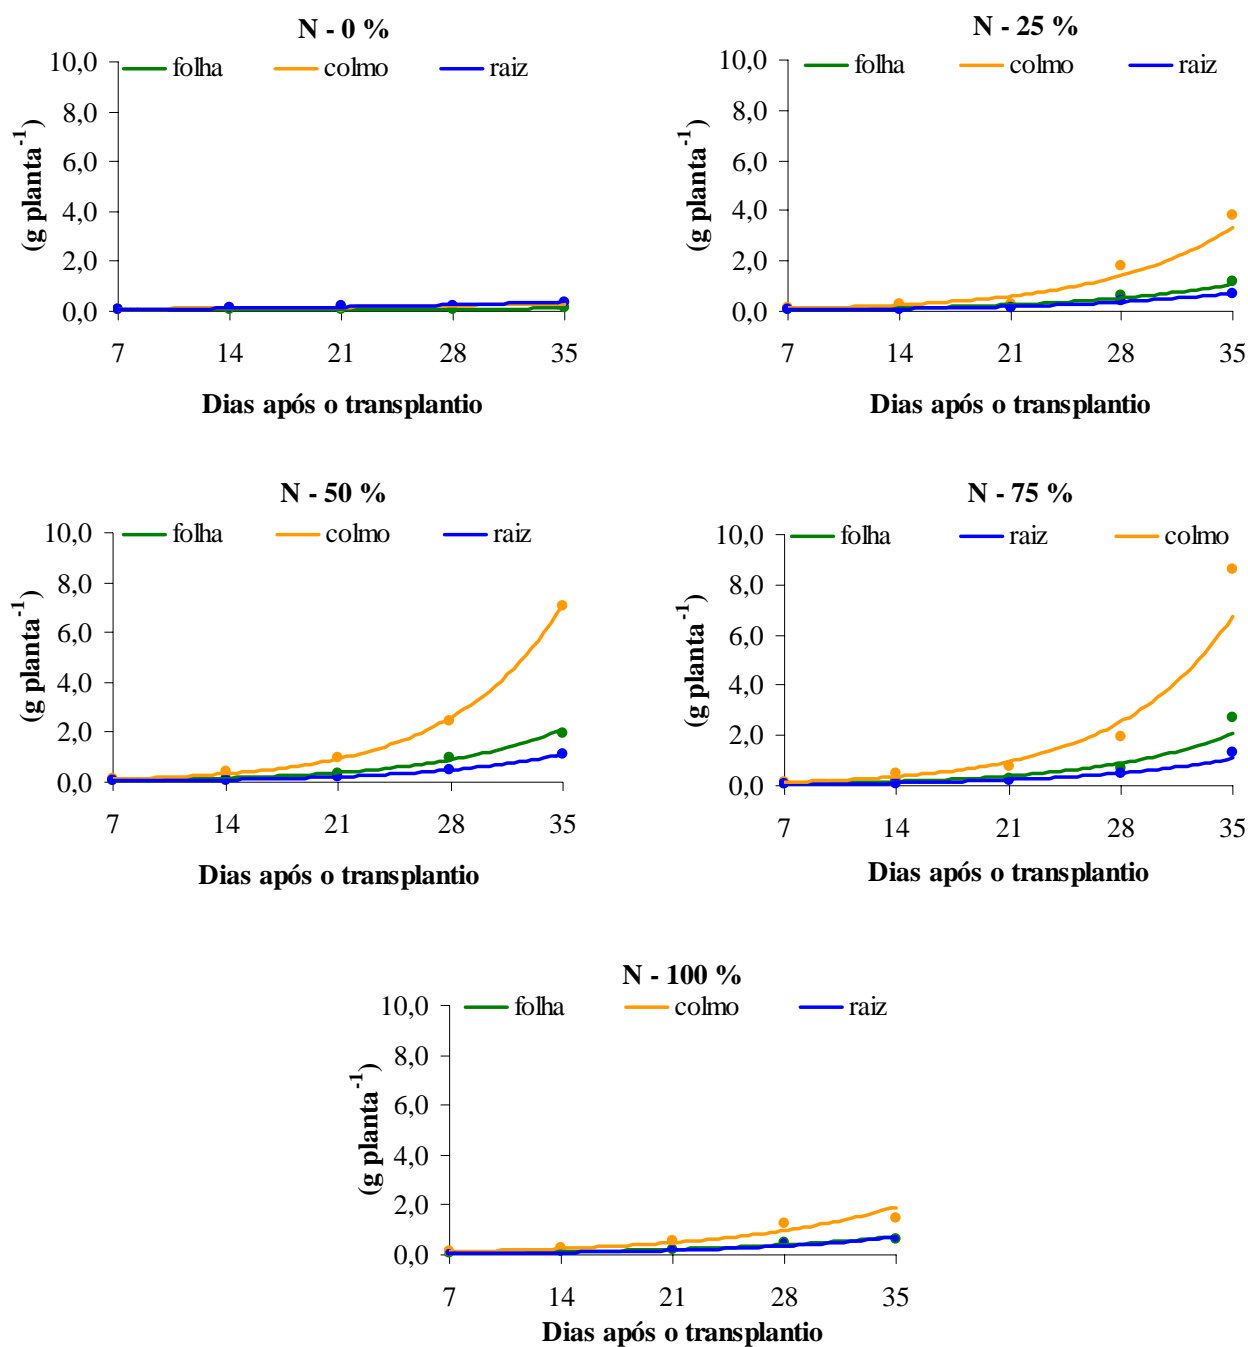 N - 0 %
folha colmo raiz
10,0
8,0
6,0
4,0
2,0
0,0
(g planta⁻¹)
7 14 21 28 35
Dias após o transplantio
N - 25 %
folha colmo raiz
10,0
8,0
6,0
4,0
2,0
0,0
(g planta⁻¹)
7 14 21 28 35
Dias após o transplantio
N - 50 %
folha colmo raiz
10,0
8,0
6,0
4,0
2,0
0,0
(g planta⁻¹)
7 14 21 28 35
Dias após o transplantio
N - 75 %
folha raiz colmo
10,0
8,0
6,0
4,0
2,0
0,0
(g planta⁻¹)
7 14 21 28 35
Dias após o transplantio
N - 100 %
folha colmo raiz
10,0
8,0
6,0
4,0
2,0
0,0
(g planta⁻¹)
7 14 21 28 35
Dias após o transplantio